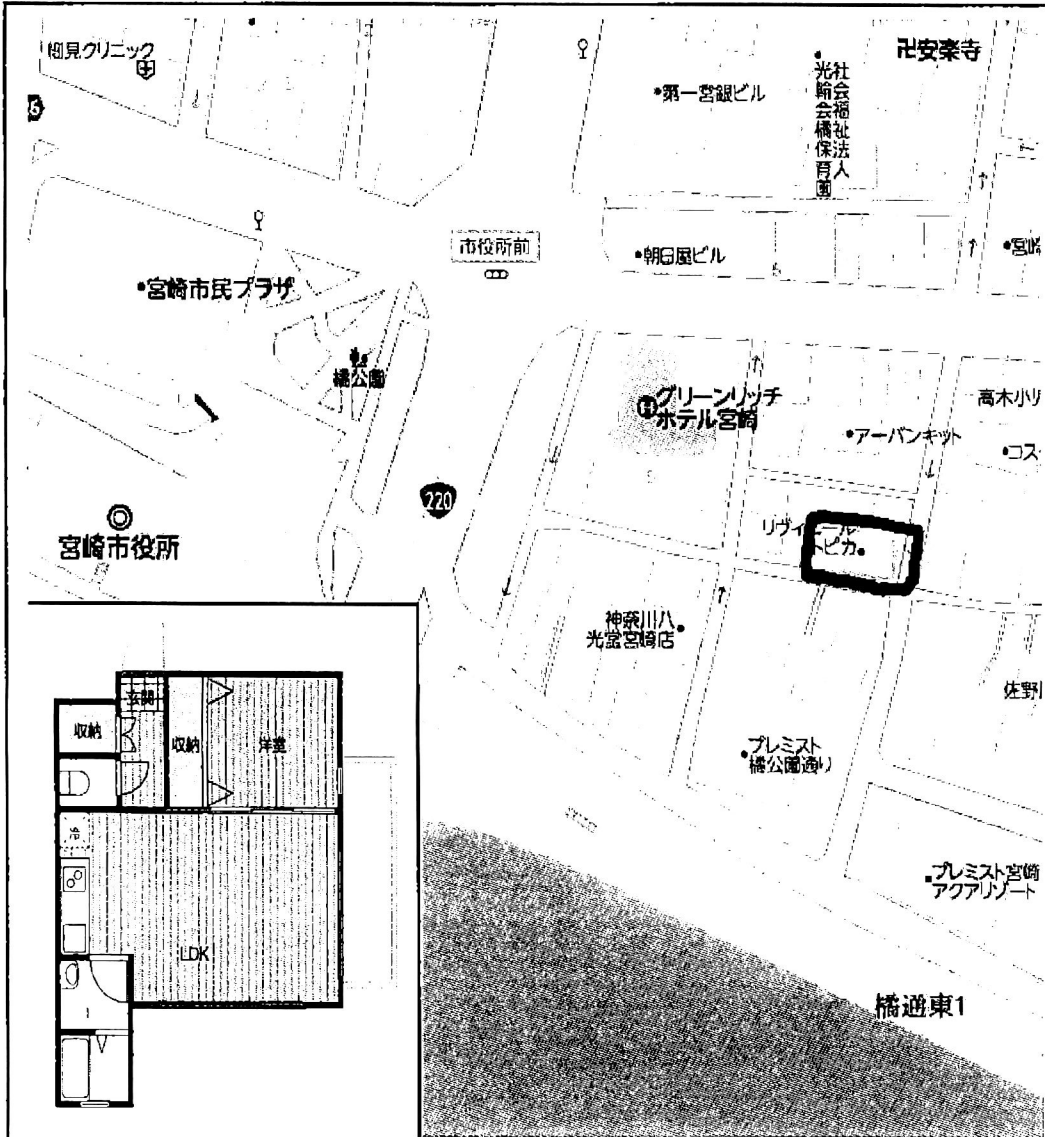 細見クリニック
6
卍安楽寺
第一宮銀ビル
社会福祉法人
光輪会橘保育園
市役所前
朝日屋ビル
宮崎
宮崎市民プラザ
橘公園
グリーンリッチ
ホテル宮崎
H
高木小
アーバンキット
コス
220
リヴィエール
トピカ
宮崎市役所
神奈川八
光堂宮崎店
佐野
プレミスト
橘公園通り
プレミスト宮崎
アクアリゾート
橘通東1
玄関
収納
収納
洋室
冷
LDK